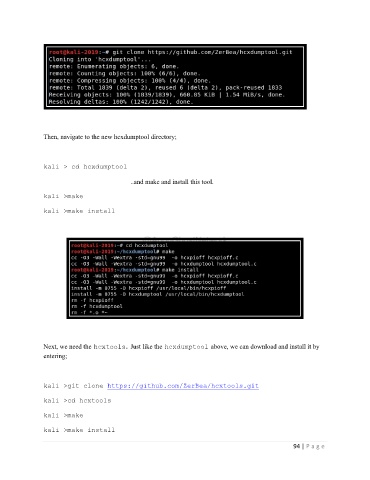 root@kali-2019:~# git clone https://github.com/ZerBea/hcxdumptool.git
Cloning into 'hcxdumptool'...
remote: Enumerating objects: 6, done.
remote: Counting objects: 100% (6/6), done.
remote: Compressing objects: 100% (4/4), done.
remote: Total 1839 (delta 2), reused 6 (delta 2), pack-reused 1833
Receiving objects: 100% (1839/1839), 660.85 KiB | 1.54 MiB/s, done.
Resolving deltas: 100% (1242/1242), done.
Then, navigate to the new hcxdumptool directory;
kali > cd hcxdumptool
..and make and install this tool.
kali >make
kali >make install
root@kali-2019:~# cd hcxdumptool
root@kali-2019:~/hcxdumptool# make
cc -O3 -Wall -Wextra -std=gnu99 -o hcxpioff hcxpioff.c
cc -O3 -Wall -Wextra -std=gnu99 -o hcxdumptool hcxdumptool.c
root@kali-2019:~/hcxdumptool# make install
cc -O3 -Wall -Wextra -std=gnu99 -o hcxpioff hcxpioff.c
cc -O3 -Wall -Wextra -std=gnu99 -o hcxdumptool hcxdumptool.c
install -m 0755 -D hcxpioff /usr/local/bin/hcxpioff
install -m 0755 -D hcxdumptool /usr/local/bin/hcxdumptool
rm -f hcxpioff
rm -f hcxdumptool
rm -f *.o *~
Next, we need the hcxtools. Just like the hcxdumptool above, we can download and install it by
entering;
kali >git clone https://github.com/ZerBea/hcxtools.git
kali >cd hcxtools
kali >make
kali >make install
94 | P a g e